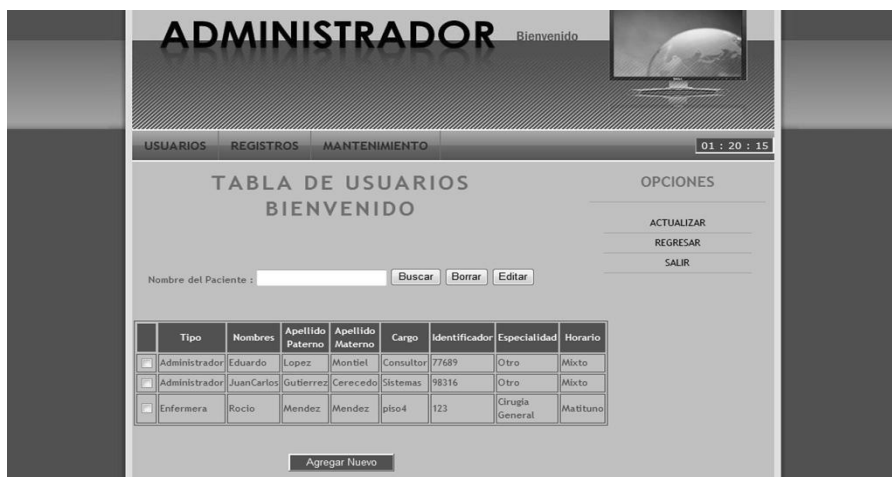 ADMINISTRADOR Bienvenido
USUARIOS REGISTROS MANTENIMIENTO 01 : 20 : 15
TABLA DE USUARIOS
BIENVENIDO
OPCIONES
ACTUALIZAR
REGRESAR
SALIR
Nombre del Paciente : Buscar Borrar Editar
Tipo Nombres Apellido Paterno Apellido Materno Cargo Identificador Especialidad Horario
Administrador Eduardo Lopez Montiel Consultor 77689 Otro Mixto
Administrador JuanCarlos Gutierrez Cerecedo Sistemas 98316 Otro Mixto
Enfermera Rocio Mendez Mendez piso4 123 Cirugia General Matituno
Agregar Nuevo